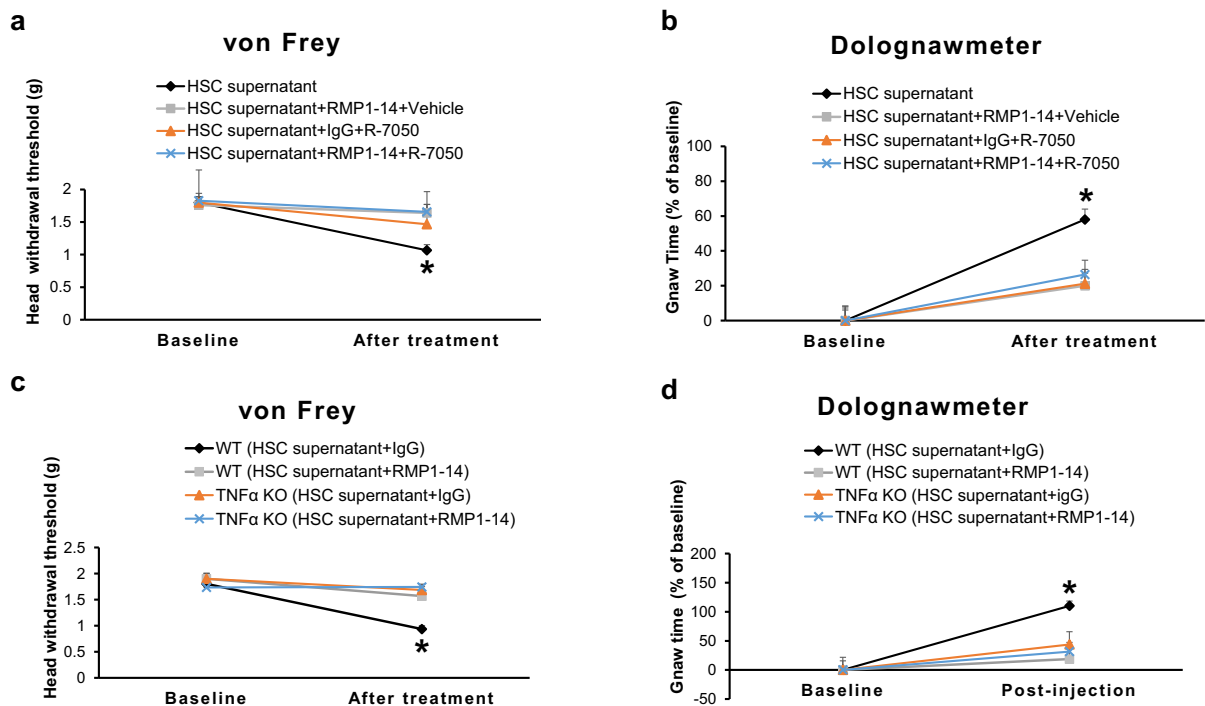 a
von Frey
HSC supernatant
HSC supernatant+RMP1-14+Vehicle
HSC supernatant+IgG+R-7050
HSC supernatant+RMP1-14+R-7050
Head withdrawal threshold (g)
2
1.5
1
0.5
0
*
Baseline
After treatment
b
Dolognawmeter
HSC supernatant
HSC supernatant+RMP1-14+Vehicle
HSC supernatant+IgG+R-7050
HSC supernatant+RMP1-14+R-7050
Gnaw Time (% of baseline)
100
80
60
40
20
0
*
Baseline
After treatment
c
von Frey
WT (HSC supernatant+IgG)
WT (HSC supernatant+RMP1-14)
TNFα KO (HSC supernatant+IgG)
TNFα KO (HSC supernatant+RMP1-14)
Head withdrawal threshold (g)
2.5
2
1.5
1
0.5
0
*
Baseline
After treatment
d
Dolognawmeter
WT (HSC supernatant+IgG)
WT (HSC supernatant+RMP1-14)
TNFα KO (HSC supernatant+igG)
TNFα KO (HSC supernatant+RMP1-14)
Gnaw time (% of baseline)
200
150
100
50
0
-50
*
Baseline
Post-injection